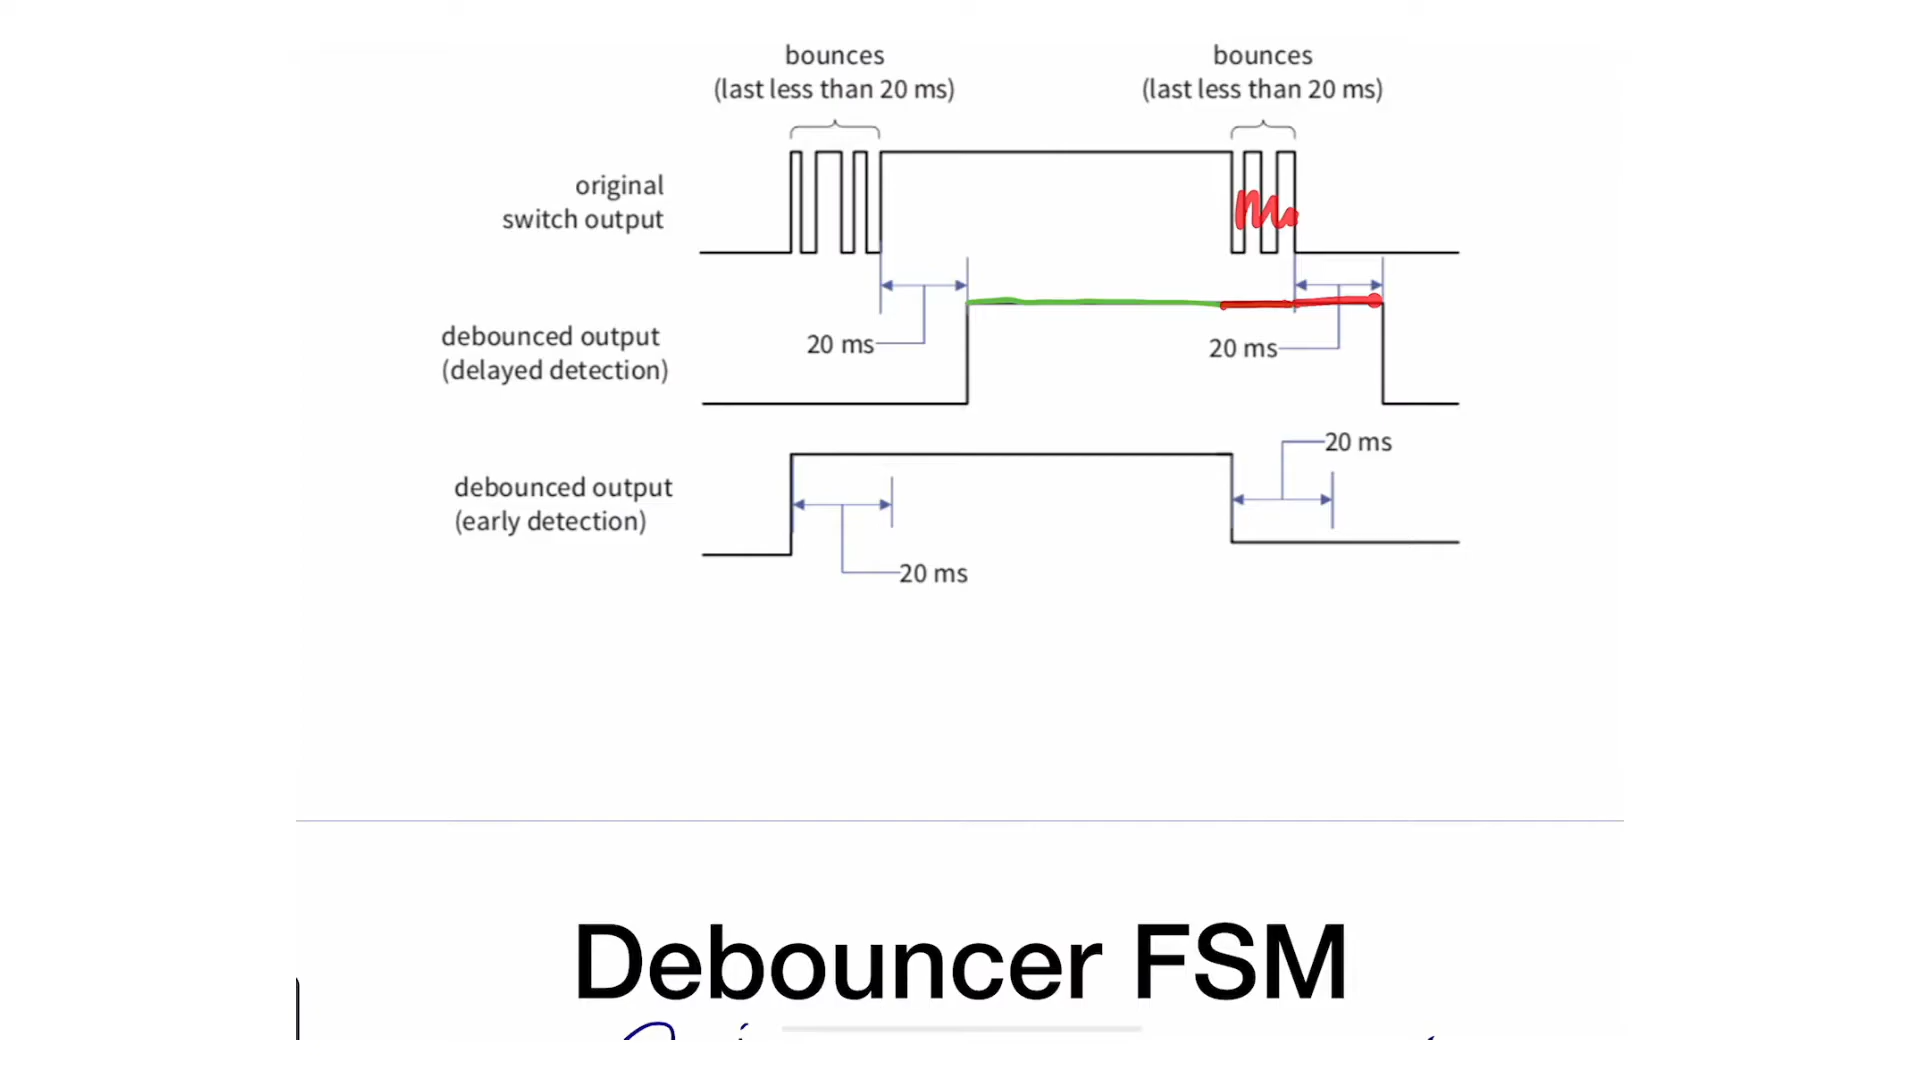 bounces
(last less than 20 ms)
bounces
(last less than 20 ms)
original
switch output
20 ms
20 ms
debounced output
(delayed detection)
20 ms
debounced output
(early detection)
20 ms
Debouncer FSM